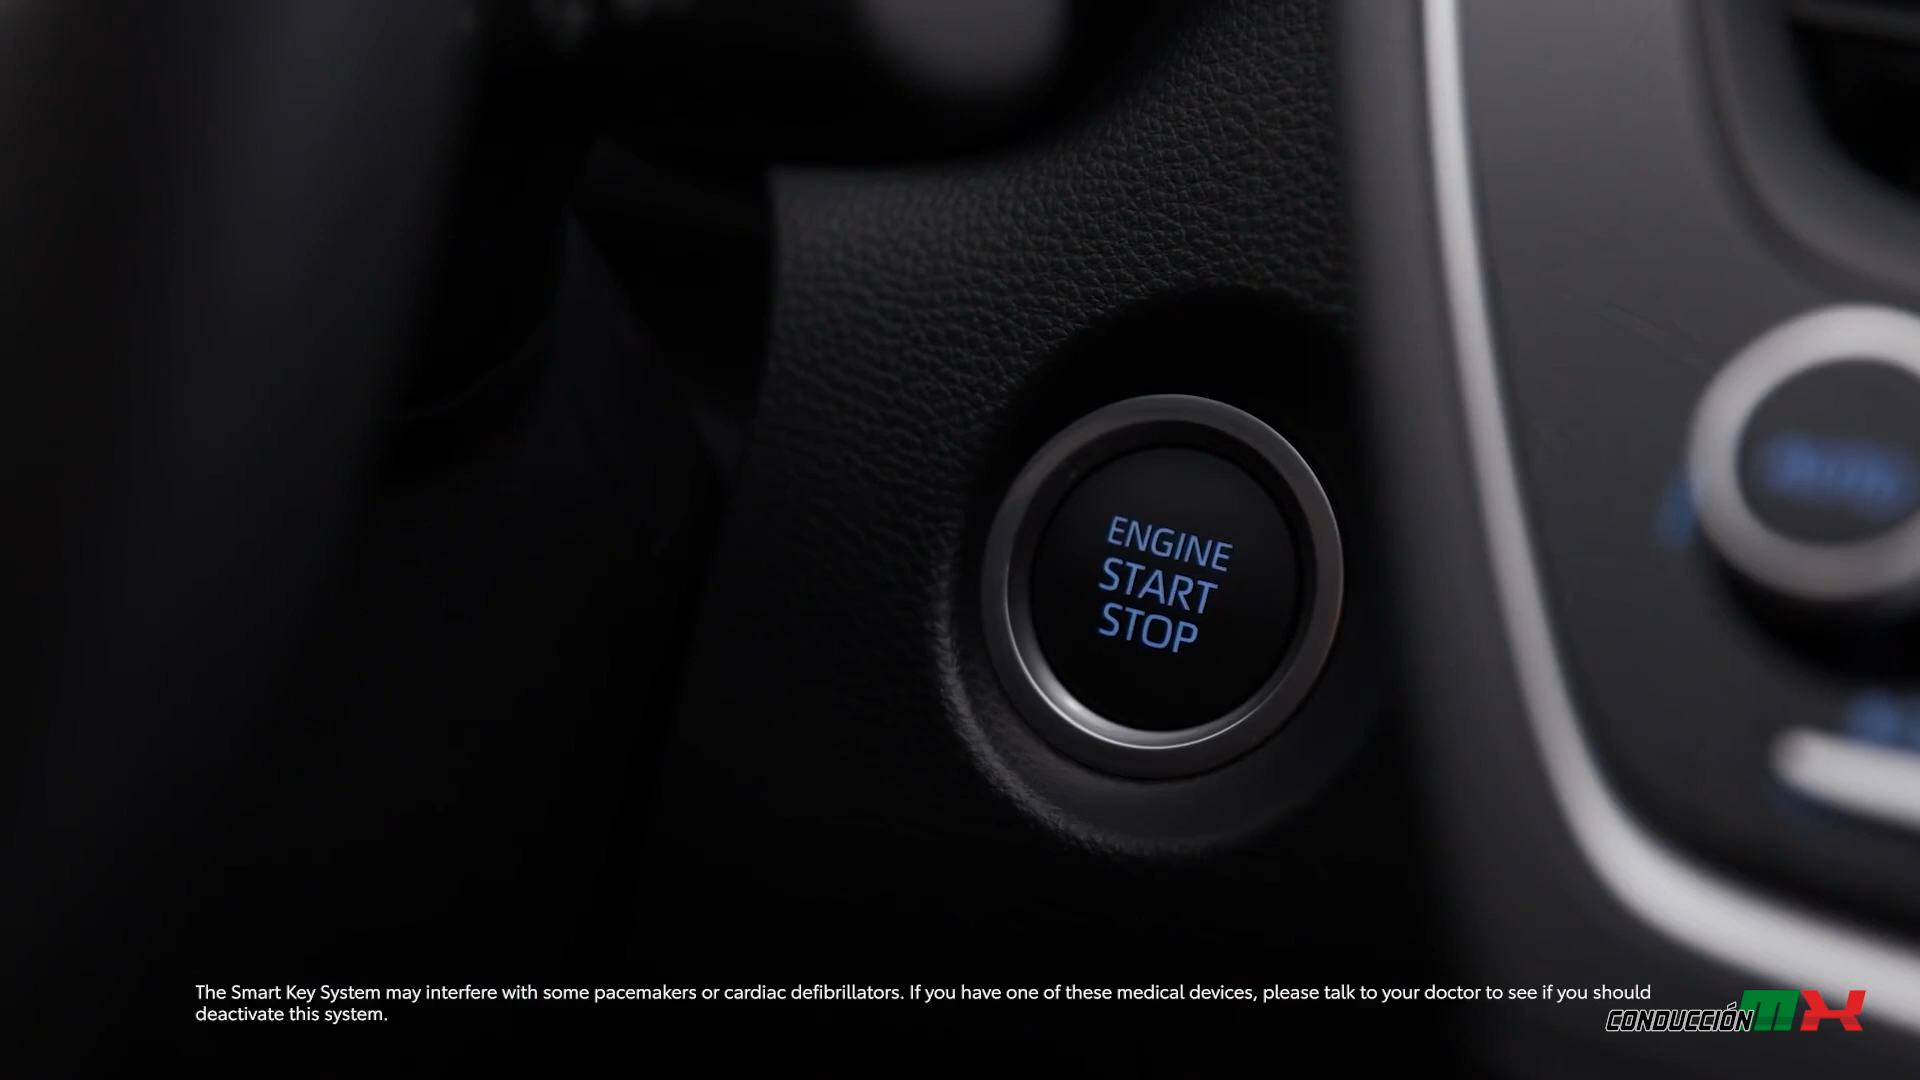 ENGINE
START
STOP
The Smart Key System may interfere with some pacemakers or cardiac defibrillators. If you have one of these medical devices, please talk to your doctor to see if you should
deactivate this system.
CONDUCCIÓN MX